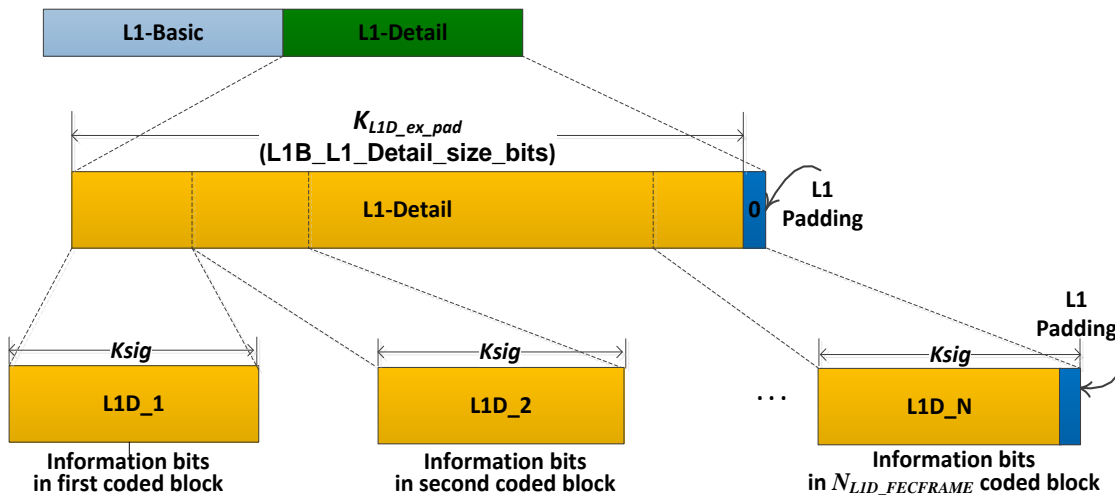 L1-Basic
L1-Detail
K_L1D_ex_pad
(L1B_L1_Detail_size_bits)
L1-Detail
0
L1
Padding
L1
Padding
Ksig
Ksig
Ksig
L1D_1
L1D_2
. . .
L1D_N
Information bits
in first coded block
Information bits
in second coded block
Information bits
in N_L1D_FECFRAME coded block